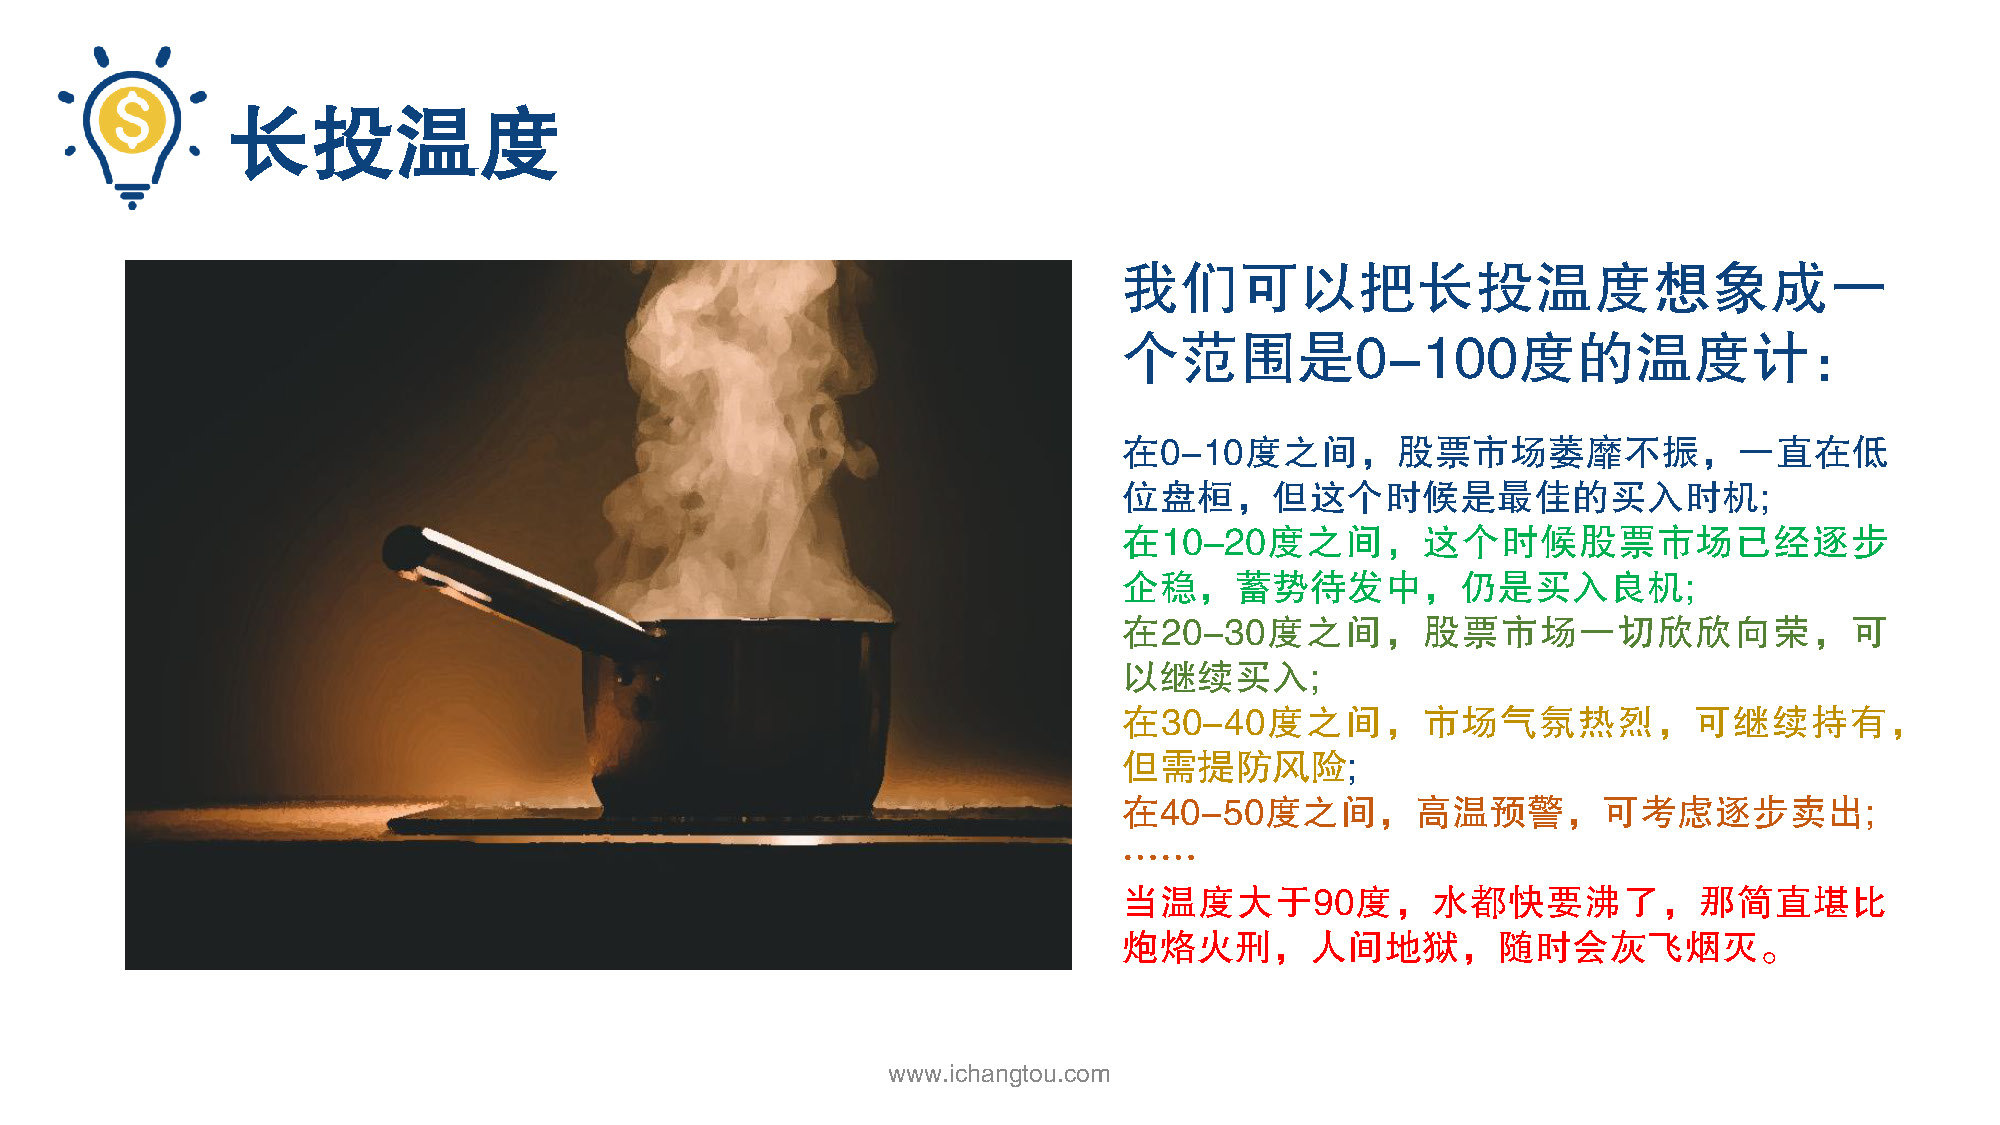 长投温度
我们可以把长投温度想象成一
个范围是0-100度的温度计：
在0-10度之间，股票市场萎靡不振，一直在低
位盘桓，但这个时候是最佳的买入时机;
在10-20度之间，这个时候股票市场已经逐步
企稳，蓄势待发中，仍是买入良机;
在20-30度之间，股票市场一切欣欣向荣，可
以继续买入;
在30-40度之间，市场气氛热烈，可继续持有，
但需提防风险;
在40-50度之间，高温预警，可考虑逐步卖出;
……
当温度大于90度，水都快要沸了，那简直堪比
炮烙火刑，人间地狱，随时会灰飞烟灭。
www.ichangtou.com